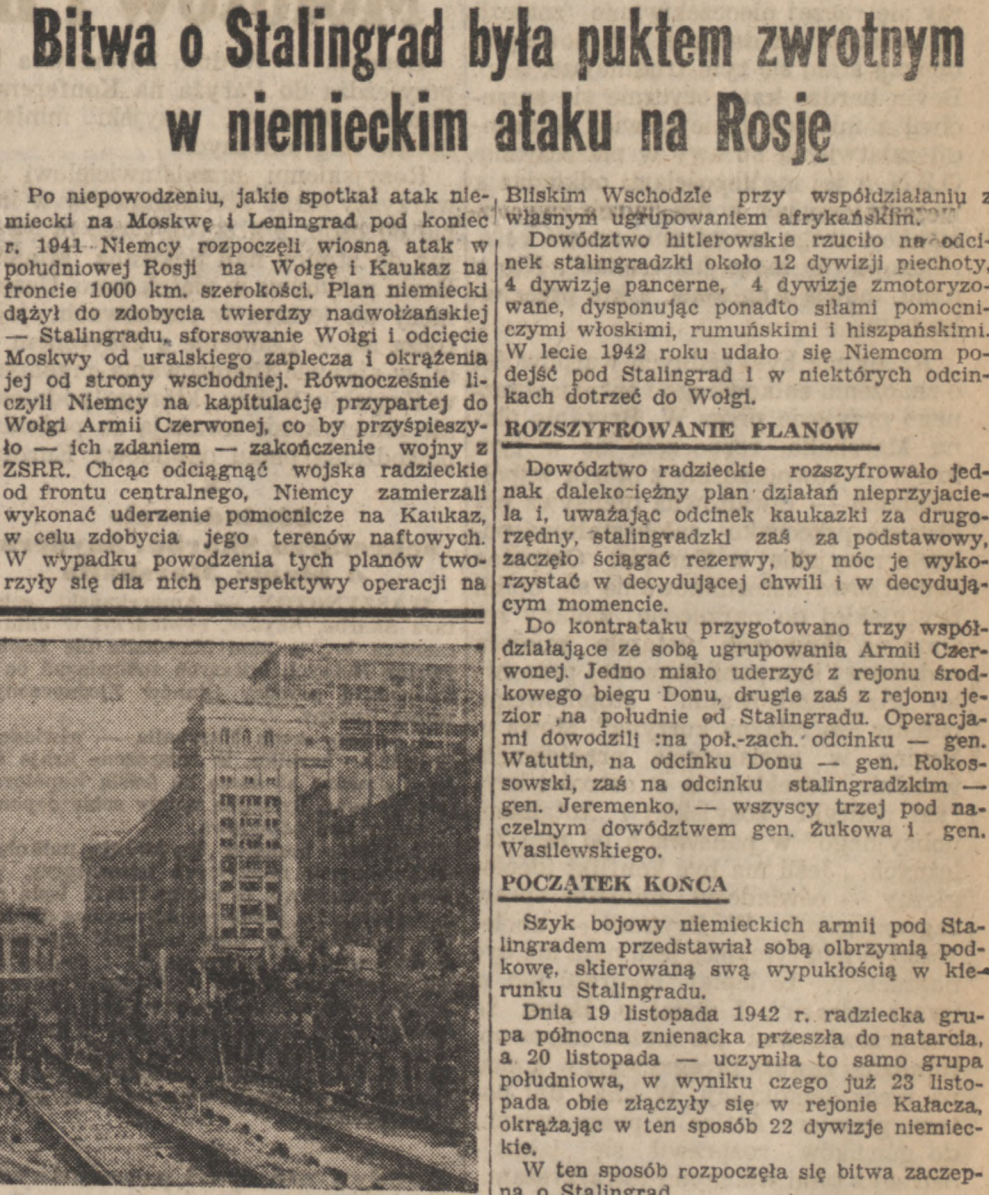 Bitwa o Stalingrad była puktem zwrotnym
w niemieckim ataku na Rosję
Po niepowodzeniu, jakie spotkał atak nie-
miecki na Moskwę i Leningrad pod koniec
r. 1941 Niemcy rozpoczęli wiosną atak w
południowej Rosji na Wołgę i Kaukaz na
froncie 1000 km. szerokości. Plan niemiecki
dążył do zdobycia twierdzy nadwołżańskiej
— Stalingradu, sforsowanie Wołgi i odcięcie
Moskwy od uralskiego zaplecza i okrążenia
jej od strony wschodniej. Równocześnie li-
czyli Niemcy na kapitulację przypartej do
Wołgi Armii Czerwonej, co by przyśpieszy-
ło — ich zdaniem — zakończenie wojny z
ZSRR. Chcąc odciągnąć wojska radzieckie
od frontu centralnego, Niemcy zamierzali
wykonać uderzenie pomocnicze na Kaukaz,
w celu zdobycia jego terenów naftowych.
W wypadku powodzenia tych planów two-
rzyły się dla nich perspektywy operacji na
Bliskim Wschodzie przy współdziałaniu z
własnym ugrupowaniem afrykańskim.
Dowództwo hitlerowskie rzuciło na odci-
nek stalingradzki około 12 dywizji piechoty,
4 dywizje pancerne, 4 dywizje zmotoryzo-
wane, dysponując ponadto siłami pomocni-
czymi włoskimi, rumuńskimi i hiszpańskimi.
W lecie 1942 roku udało się Niemcom po-
dejść pod Stalingrad i w niektórych odcin-
kach dotrzeć do Wołgi.
ROZSZYFROWANIE PLANÓW
Dowództwo radzieckie rozszyfrowało jed-
nak daleko-iężny plan działań nieprzyjacie-
la i, uważając odcinek kaukazki za drugo-
rzędny, stalingradzki zaś za podstawowy,
zaczęło ściągać rezerwy, by móc je wyko-
rzystać w decydującej chwili i w decydują-
cym momencie.
Do kontrataku przygotowano trzy współ-
działające ze sobą ugrupowania Armii Czer-
wonej. Jedno miało uderzyć z rejonu środ-
kowego biegu Donu, drugie zaś z rejonu je-
zior ,na południe od Stalingradu. Operacja-
mi dowodzili :na poł.-zach. odcinku — gen.
Watutin, na odcinku Donu — gen. Rokos-
sowski, zaś na odcinku stalingradzkim —
gen. Jeremenko, — wszyscy trzej pod na-
czelnym dowództwem gen. Żukowa i gen.
Wasilewskiego.
POCZĄTEK KOŃCA
Szyk bojowy niemieckich armii pod Sta-
lingradem przedstawiał sobą olbrzymią pod-
kowę, skierowaną swą wypukłością w kie-
runku Stalingradu.
Dnia 19 listopada 1942 r. radziecka gru-
pa północna znienacka przeszła do natarcia,
a 20 listopada — uczyniła to samo grupa
południowa, w wyniku czego już 23 listo-
pada obie złączyły się w rejonie Kałacza,
okrążając w ten sposób 22 dywizje niemiec-
kie.
W ten sposób rozpoczęła się bitwa zaczep-
na o Stalingrad